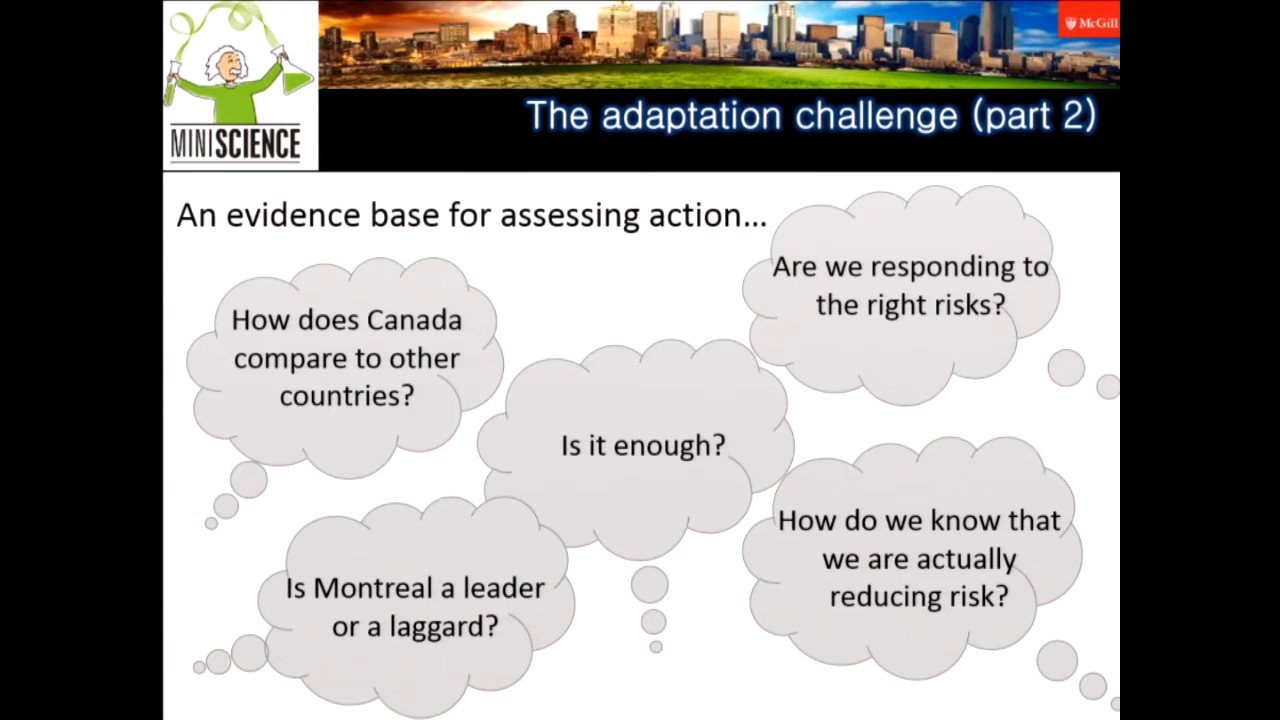 McGill
MINISCIENCE
The adaptation challenge (part 2)
An evidence base for assessing action...
Are we responding to
the right risks?
How does Canada
compare to other
countries?
Is it enough?
How do we know that
we are actually
reducing risk?
Is Montreal a leader
or a laggard?